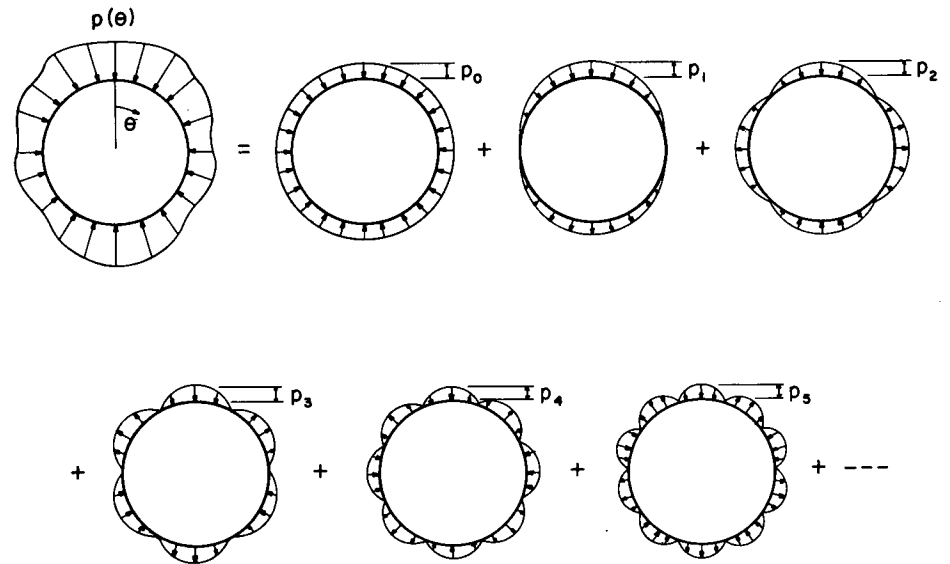 p(θ)
θ
=
p₀
+
p₁
+
p₂
+
p₃
+
p₄
+
p₅
+ ---